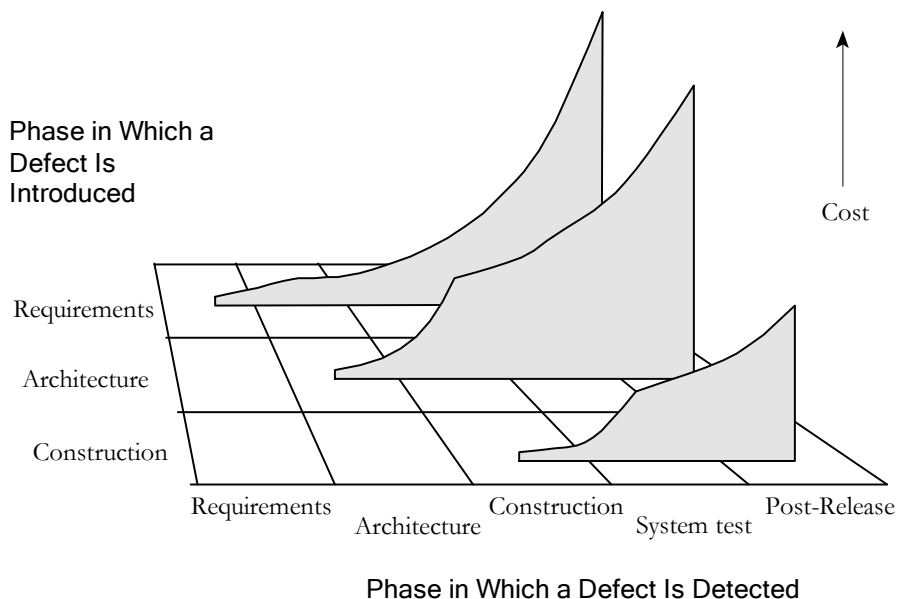 Phase in Which a
Defect Is
Introduced
Cost
Requirements
Architecture
Construction
Requirements
Architecture
Construction
System test
Post-Release
Phase in Which a Defect Is Detected